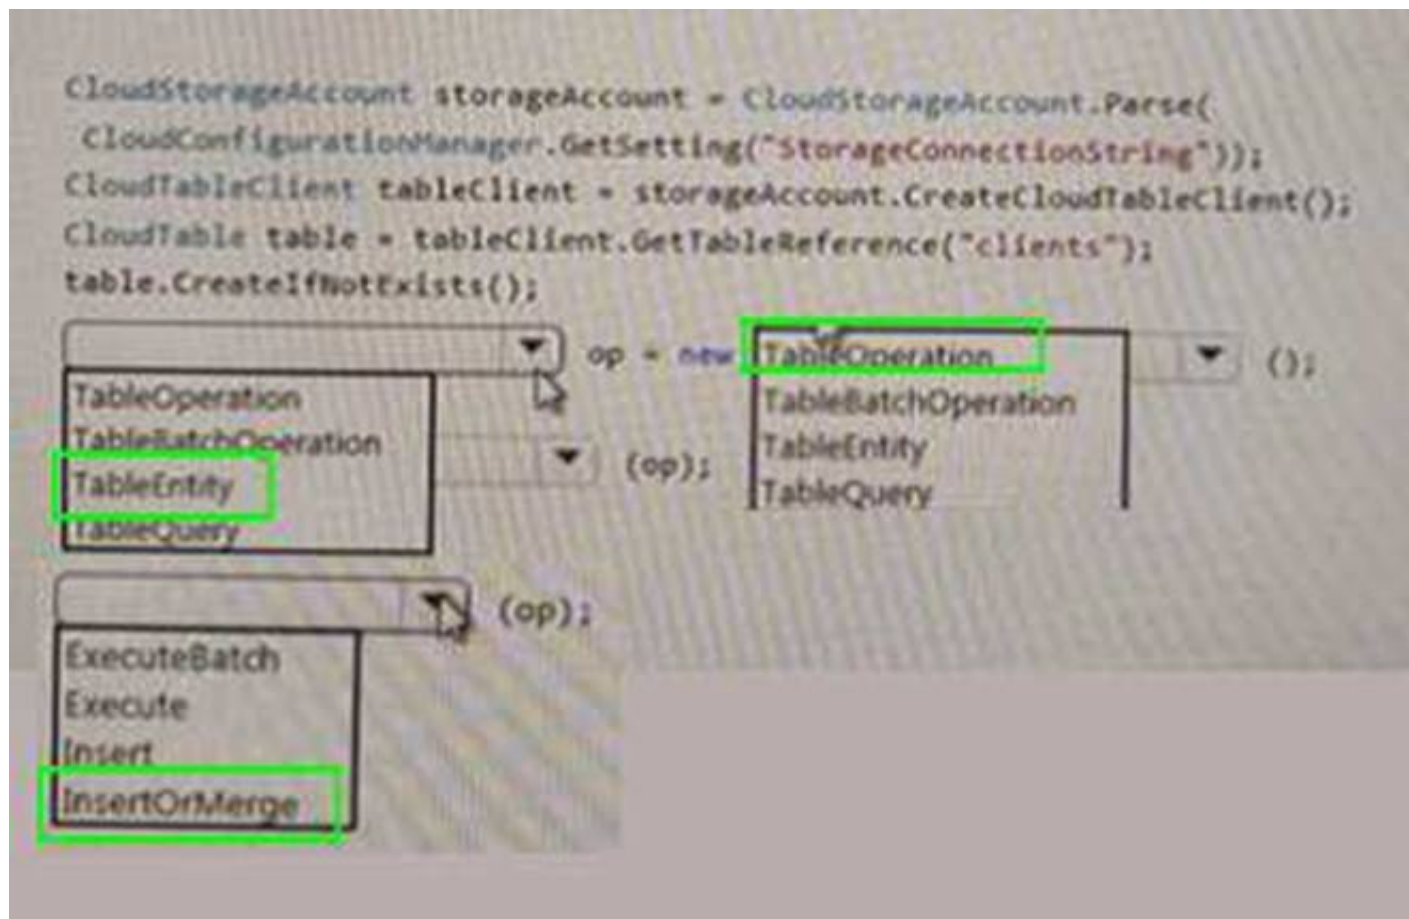 CloudStorageAccount storageAccount = CloudStorageAccount.Parse(
CloudConfigurationManager.GetSetting("StorageConnectionString"));
CloudTableClient tableClient = storageAccount.CreateCloudTableClient();
CloudTable table = tableClient.GetTableReference("clients");
table.CreateIfNotExists();
op = new TableOperation ();
TableOperation
TableBatchOperation
TableEntity
TableQuery
TableBatchOperation
TableEntity
TableQuery
(op);
(op);
ExecuteBatch
Execute
Insert
InsertOrMerge